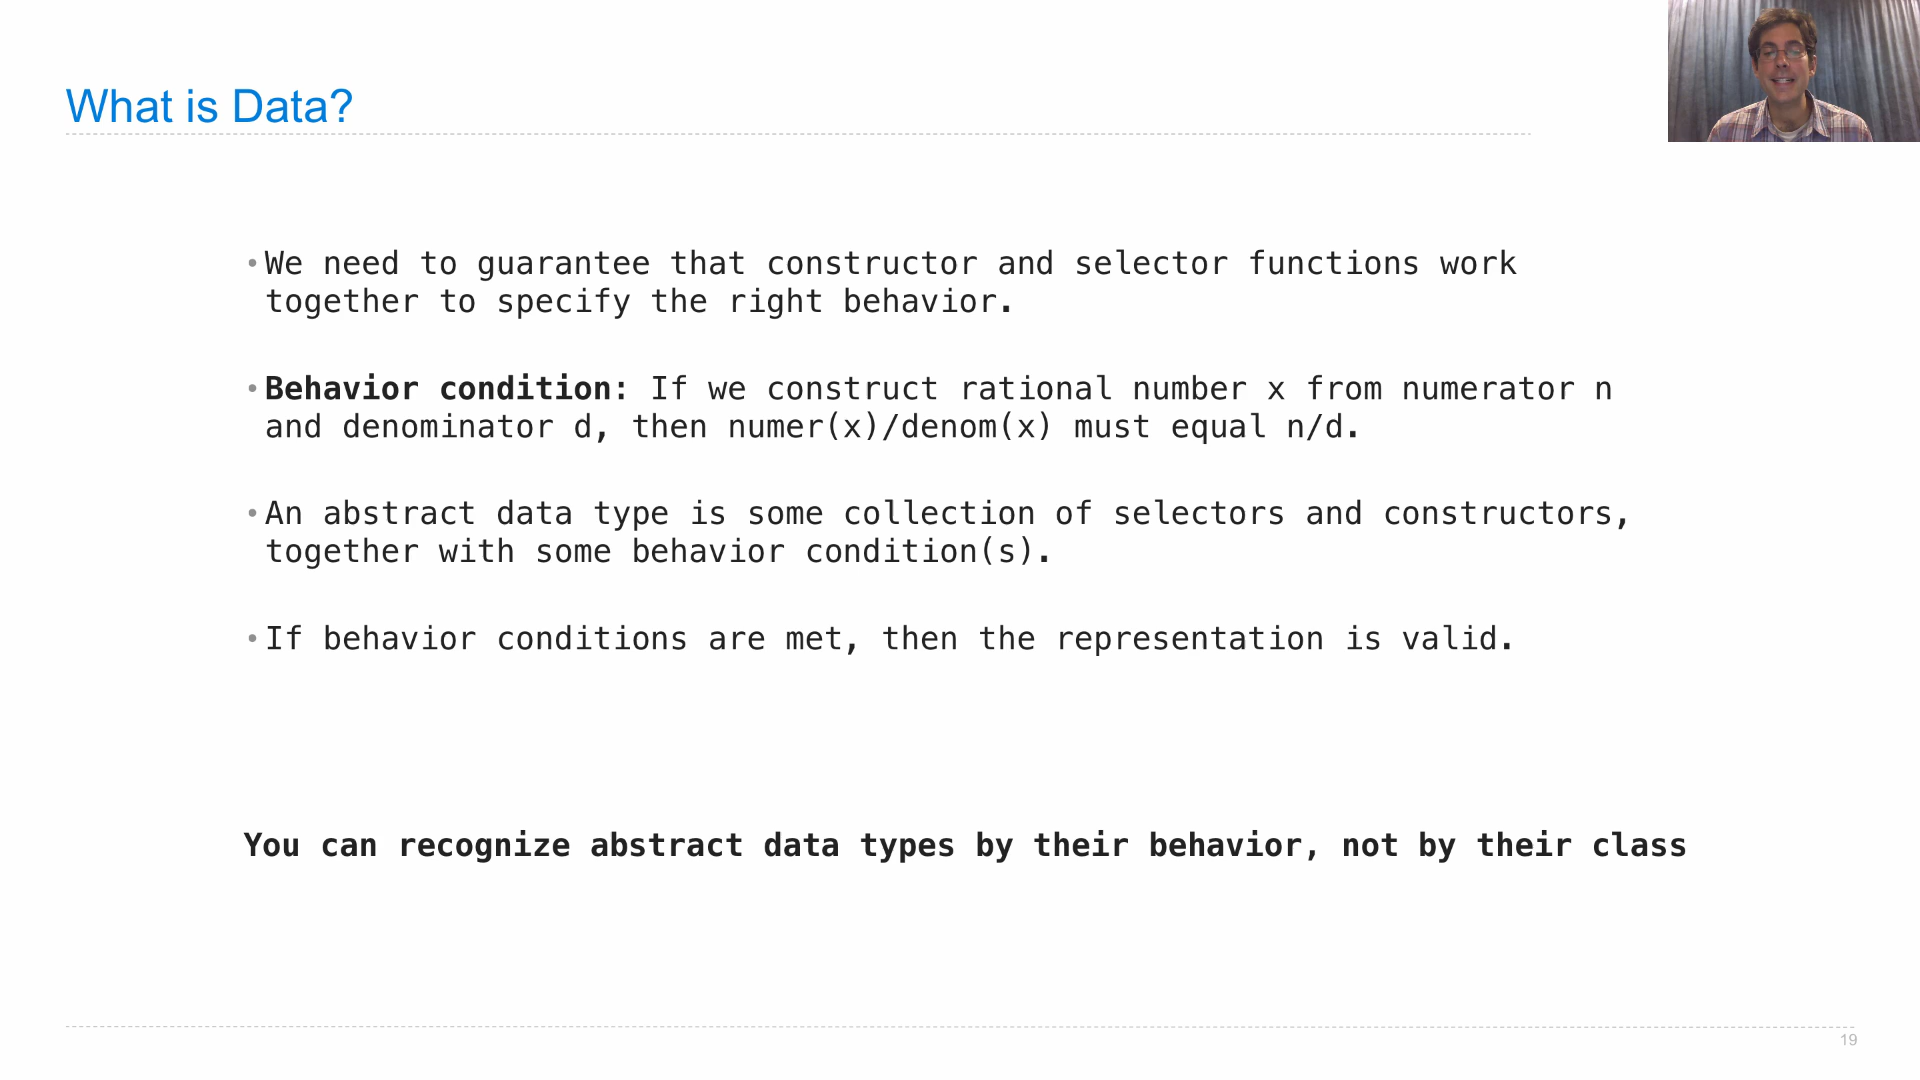 What is Data?
• We need to guarantee that constructor and selector functions work
together to specify the right behavior.
• Behavior condition: If we construct rational number x from numerator n
and denominator d, then numer(x)/denom(x) must equal n/d.
• An abstract data type is some collection of selectors and constructors,
together with some behavior condition(s).
• If behavior conditions are met, then the representation is valid.
You can recognize abstract data types by their behavior, not by their class
19